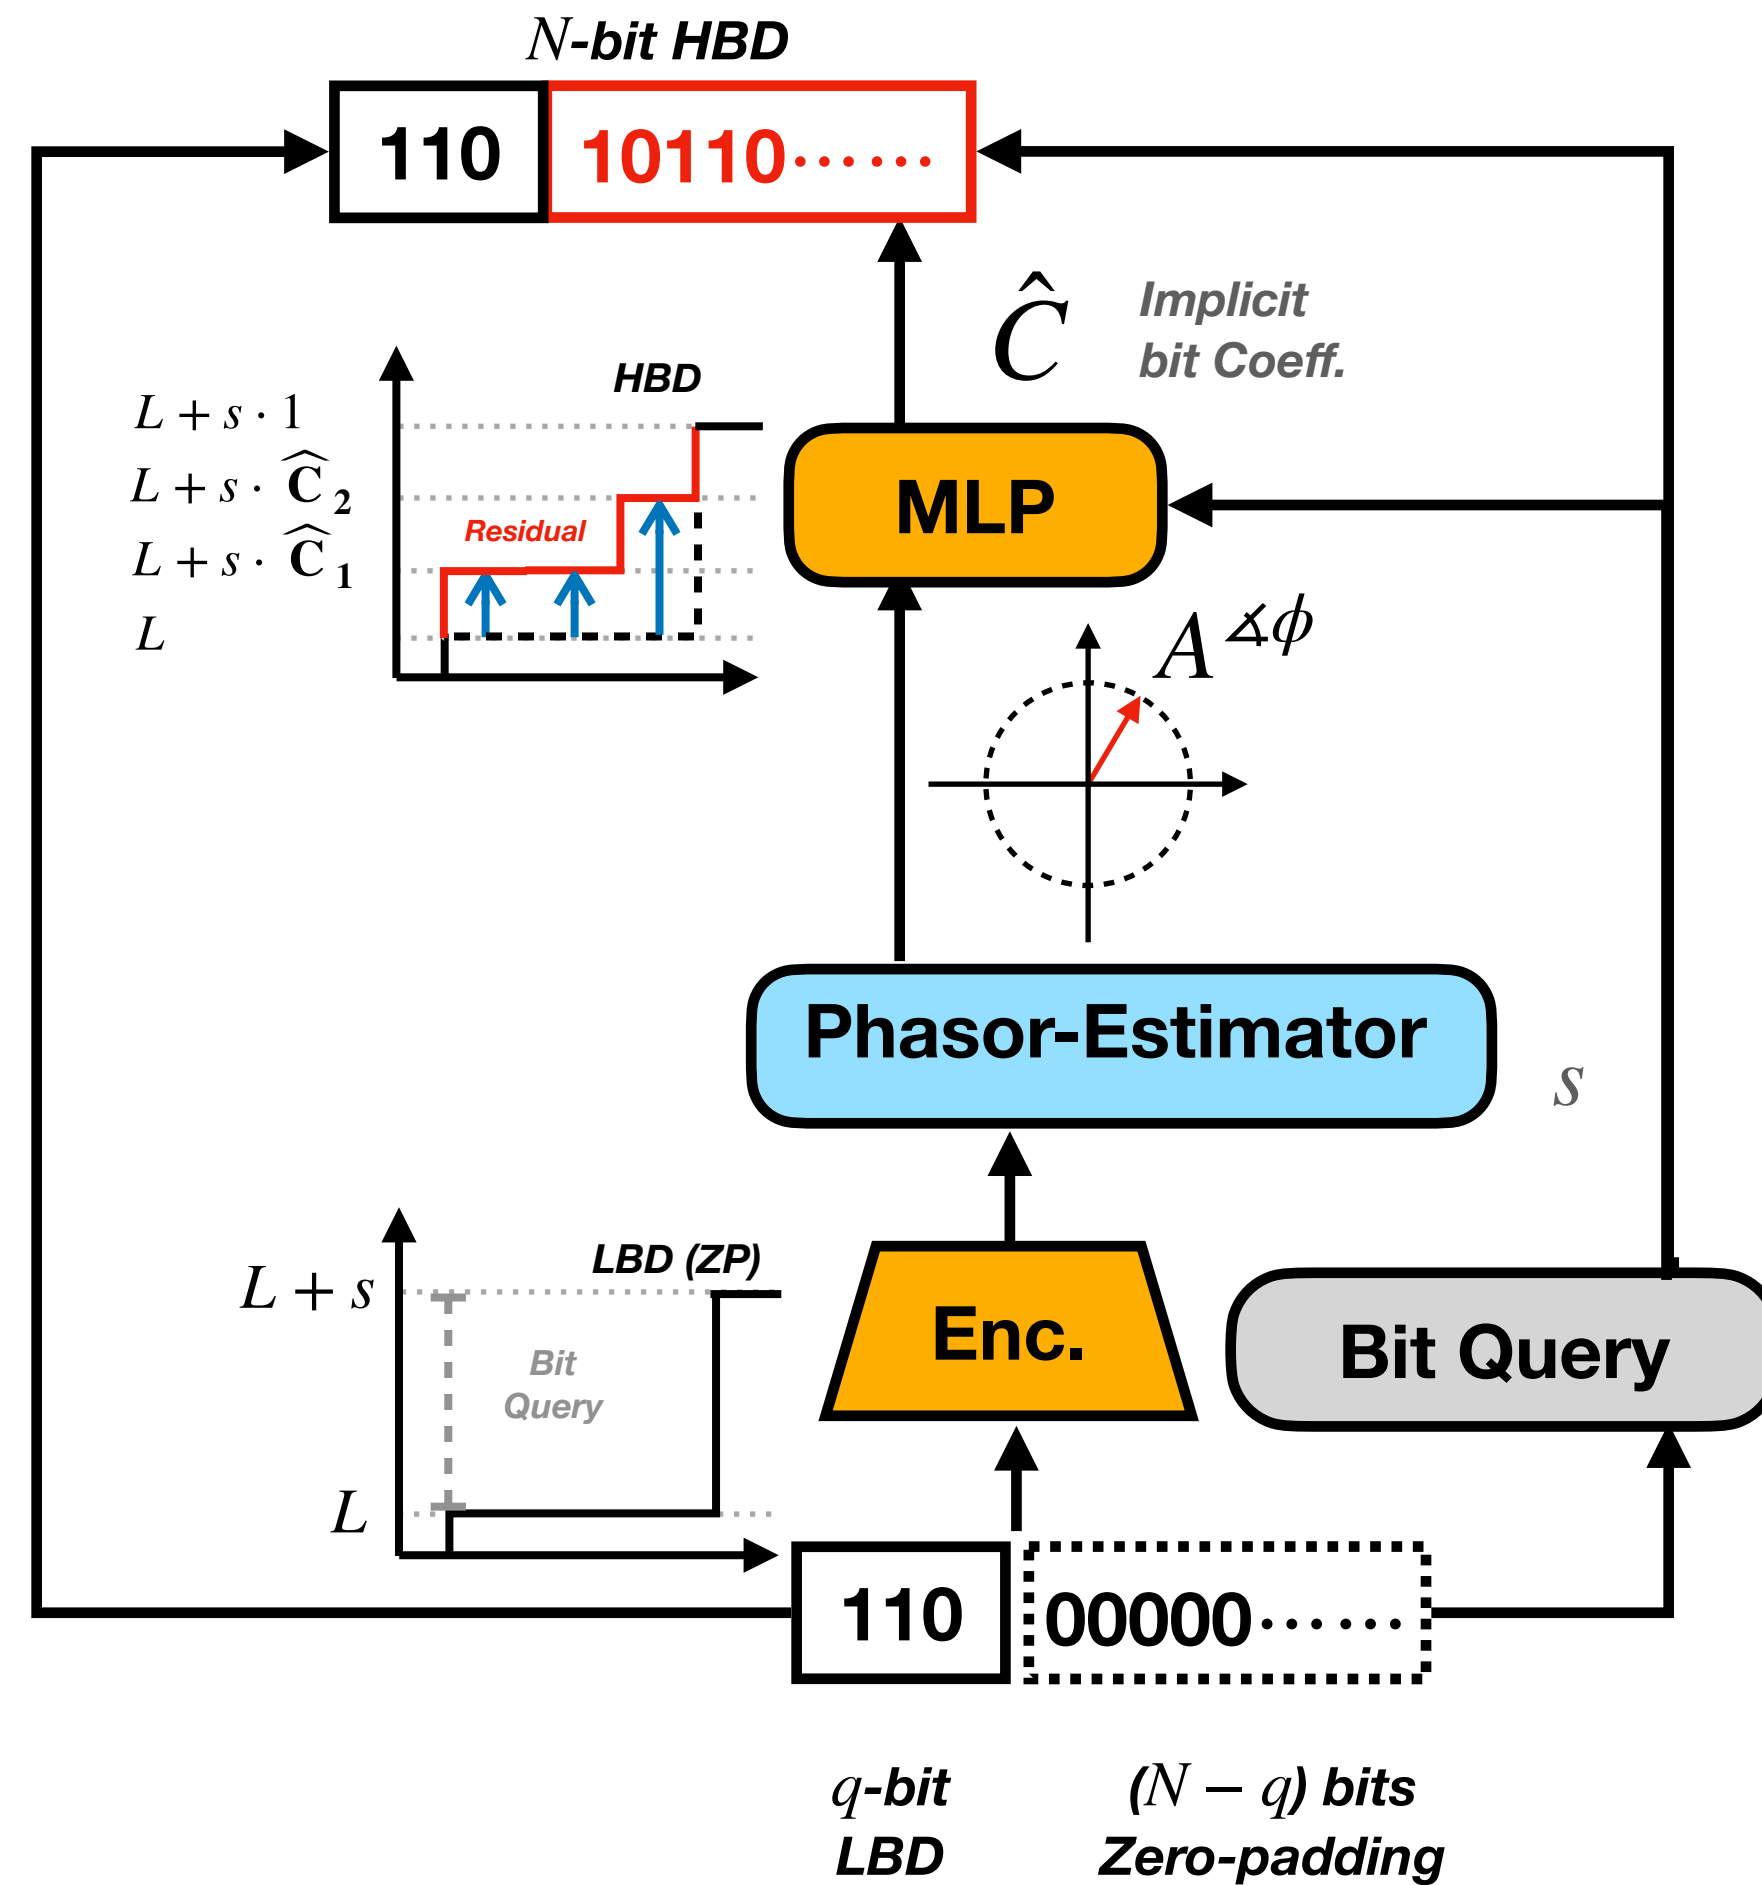 N-bit HBD
110 10110······
Ĉ
Implicit
bit Coeff.
HBD
L + s · 1
L + s · Ĉ₂
L + s · Ĉ₁
L
Residual
MLP
A∡ϕ
Phasor-Estimator
s
LBD (ZP)
L + s
Bit
Query
L
Enc.
Bit Query
110 00000······
q-bit
LBD
(N − q) bits
Zero-padding